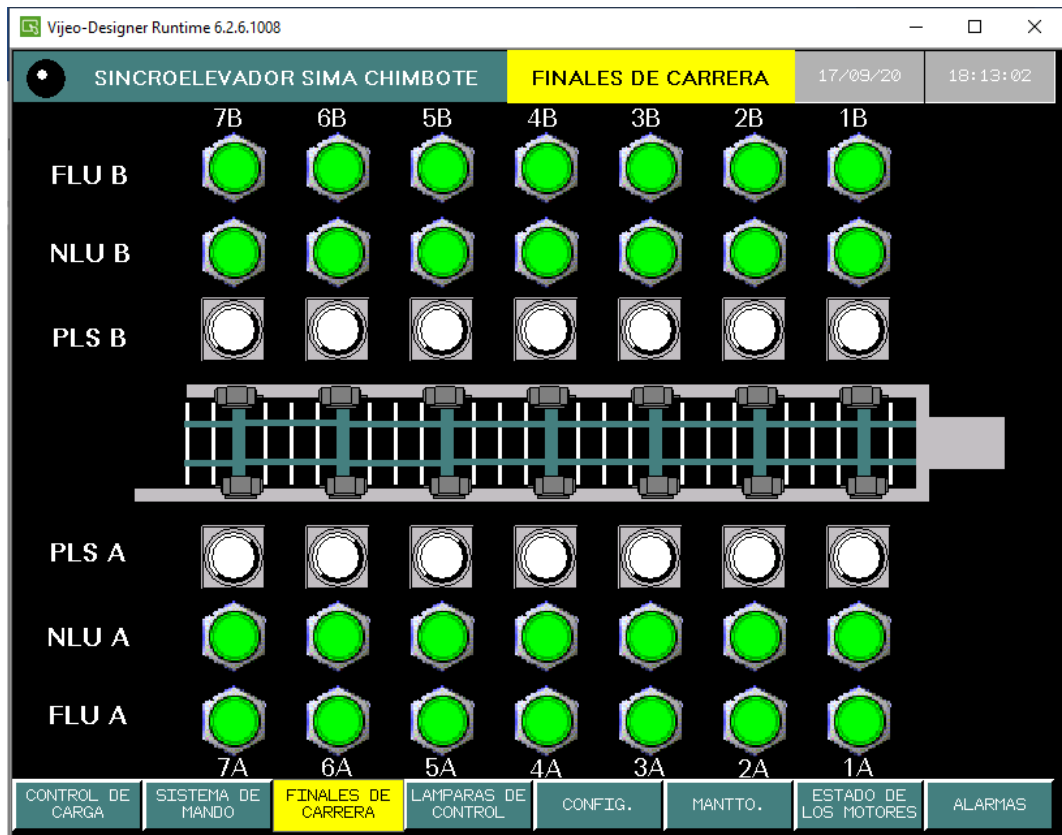 Vijeo-Designer Runtime 6.2.6.1008
SINCROELEVADOR SIMA CHIMBOTE FINALES DE CARRERA 17/09/20 18:13:02
7B 6B 5B 4B 3B 2B 1B
FLU B
NLU B
PLS B
PLS A
NLU A
FLU A
7A 6A 5A 4A 3A 2A 1A
CONTROL DE CARGA
SISTEMA DE MANDO
FINALES DE CARRERA
LAMPARAS DE CONTROL
CONFIG.
MANTTO.
ESTADO DE LOS MOTORES
ALARMAS